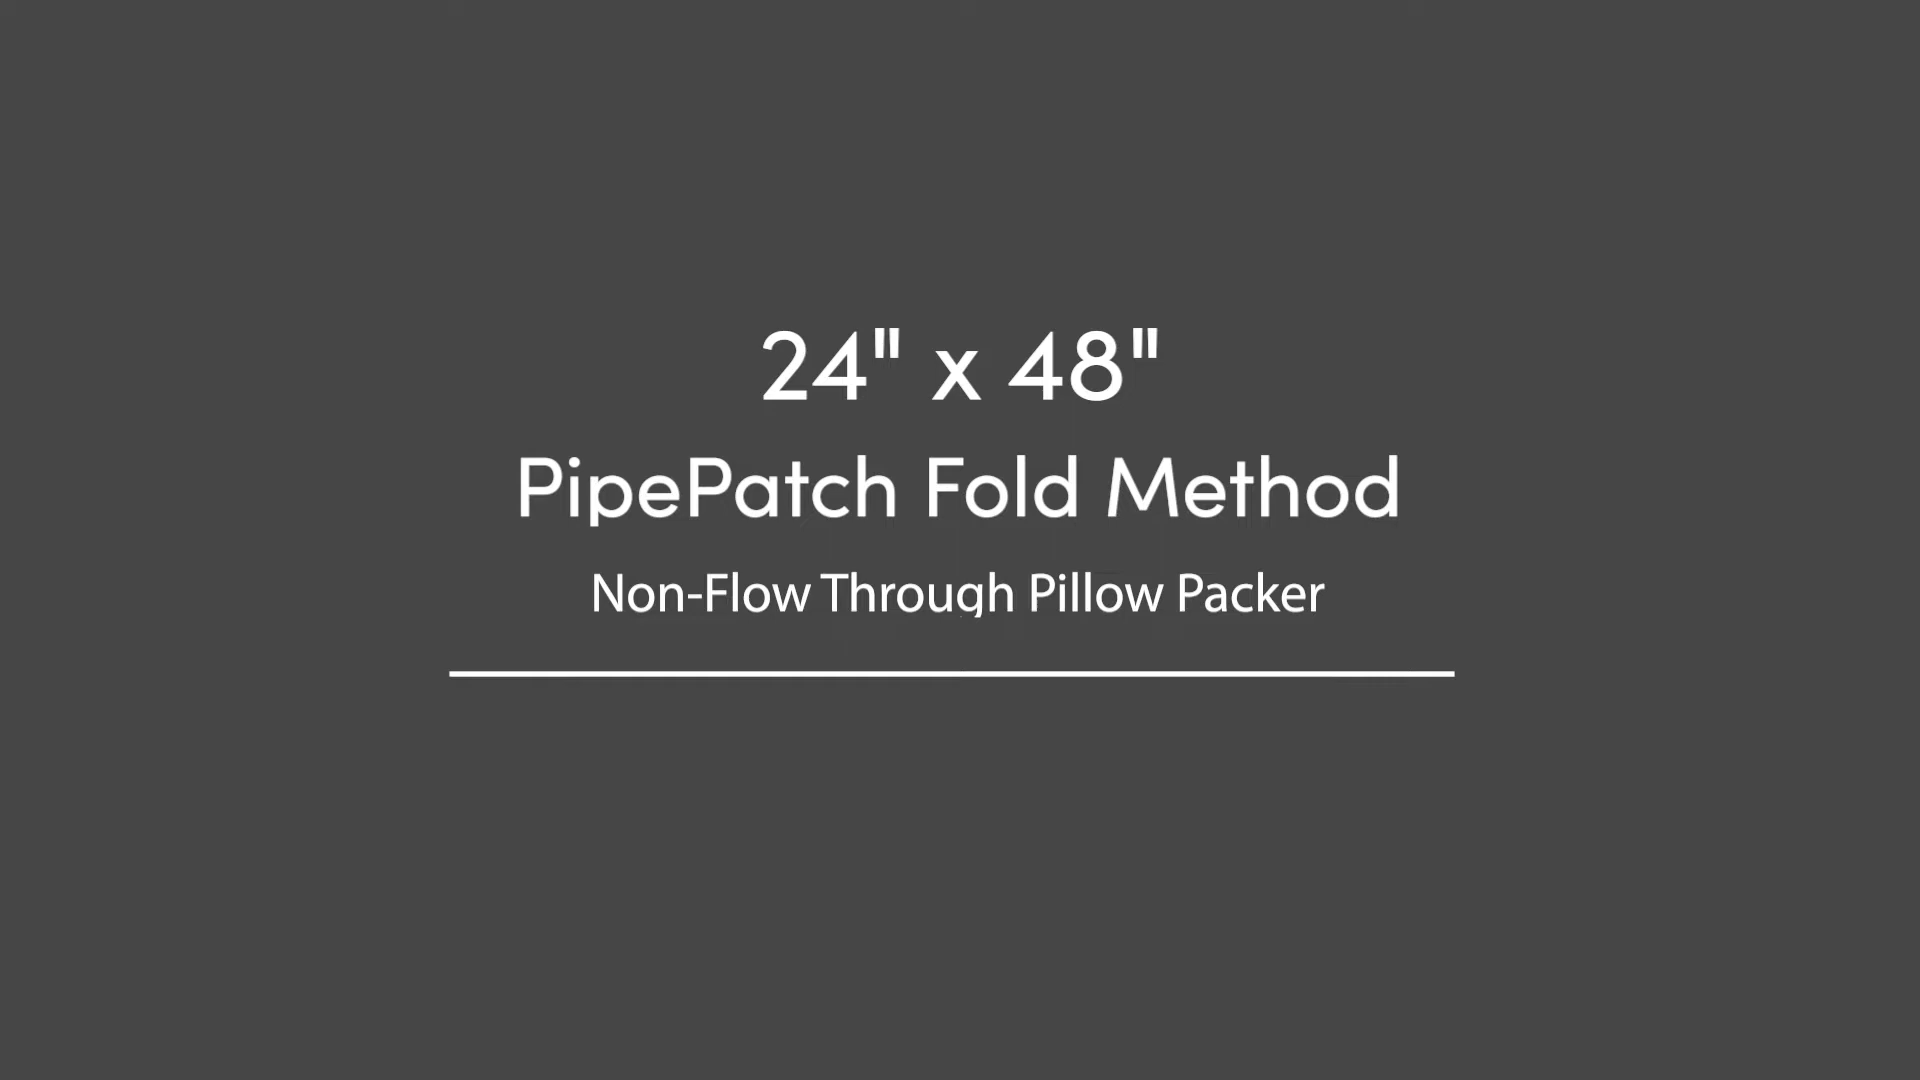 24" x 48"
PipePatch Fold Method
Non-Flow Through Pillow Packer